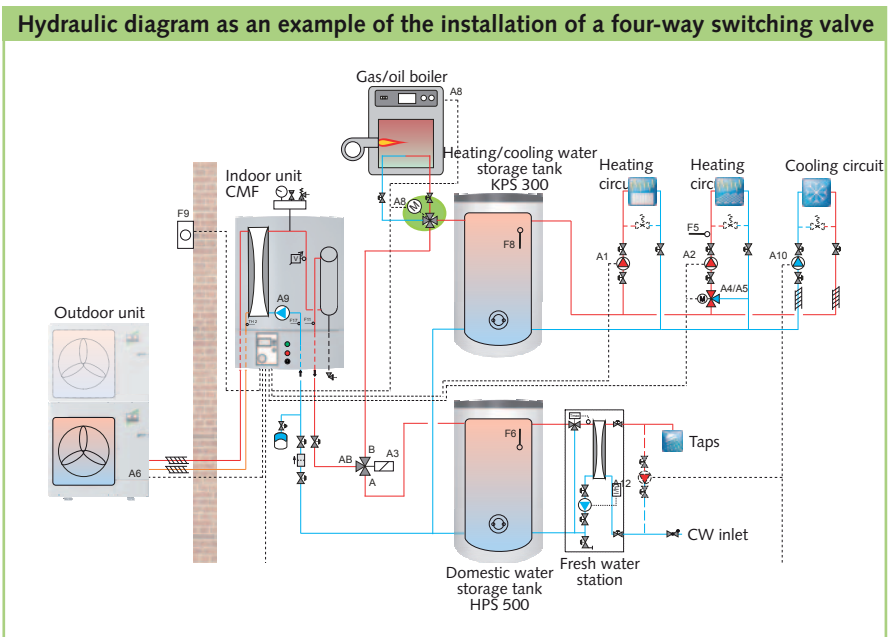 Hydraulic diagram as an example of the installation of a four-way switching valve
Gas/oil boiler
A8
Heating/cooling water
storage tank
KPS 300
Indoor unit
CMF
Heating
circu
Heating
circ
Cooling circuit
F9
A8
M
F5
F8
V
A1
A2
A10
A9
A4/A5
M
Outdoor unit
A6
B
AB
A3
A
F6
Taps
A12
CW inlet
Domestic water
storage tank
HPS 500
Fresh water
station